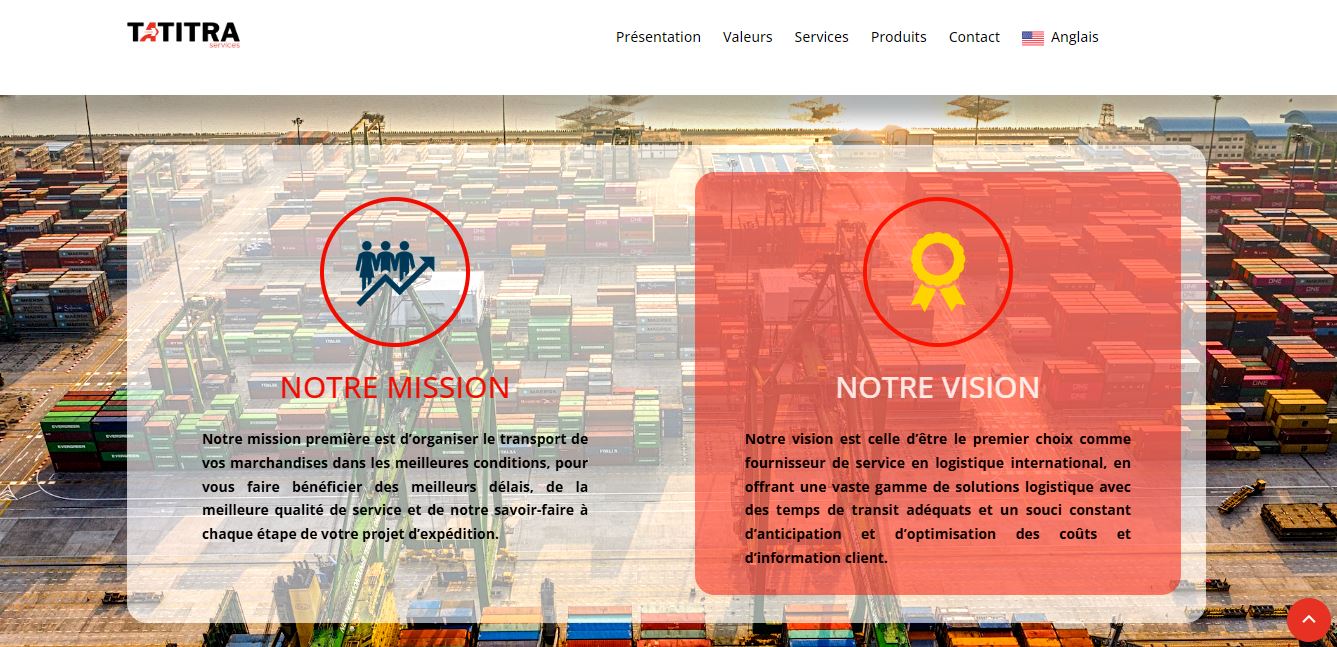 TATITRA
services
Présentation Valeurs Services Produits Contact Anglais
NOTRE MISSION
Notre mission première est d’organiser le transport de
vos marchandises dans les meilleures conditions, pour
vous faire bénéficier des meilleurs délais, de la
meilleure qualité de service et de notre savoir-faire à
chaque étape de votre projet d’expédition.
NOTRE VISION
Notre vision est celle d’être le premier choix comme
fournisseur de service en logistique international, en
offrant une vaste gamme de solutions logistique avec
des temps de transit adéquats et un souci constant
d’anticipation et d’optimisation des coûts et
d’information client.